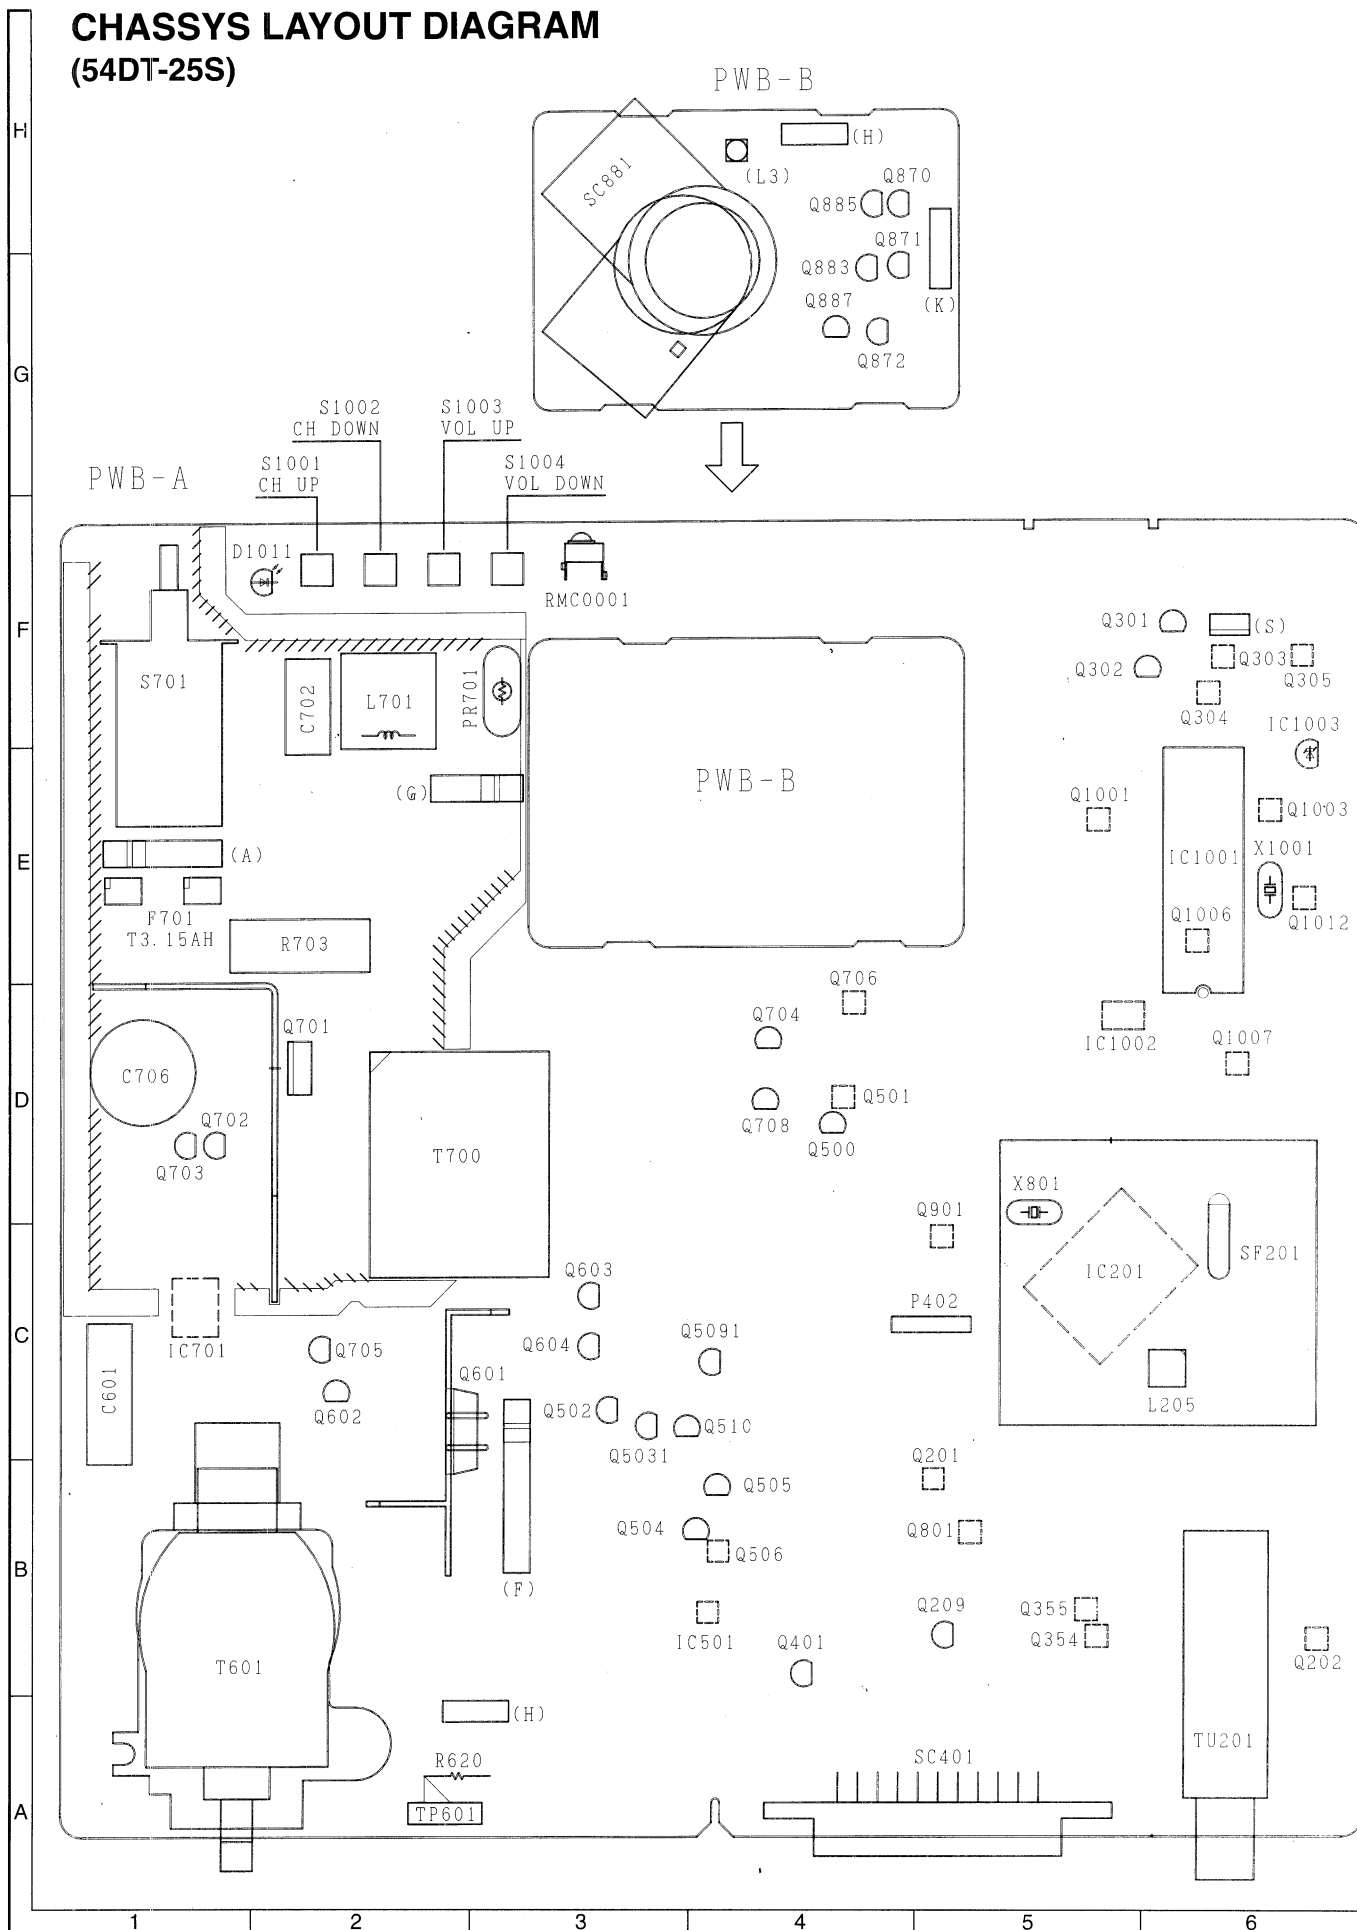 CHASSYS LAYOUT DIAGRAM
(54DT-25S)
PWB-B
H
(H)
SC881
(L3)
Q870
Q885
Q871
Q883
Q887
(K)
Q872
G
S1002
CH DOWN
S1003
VOL UP
PWB-A
S1001
CH UP
S1004
VOL DOWN
D1011
RMC0001
F
Q301
(S)
Q302
Q303
Q305
S701
C702
L701
PR701
Q304
IC1003
(G)
PWB-B
Q1001
Q1003
E
(A)
IC1001
X1001
F701
T3.15AH
R703
Q1006
Q1012
Q706
Q704
Q701
IC1002
Q1007
C706
D
Q501
Q702
Q708
Q500
Q703
T700
X801
Q901
SF201
IC201
Q603
P402
C
IC701
Q705
Q604
Q5091
C601
Q601
Q602
Q502
Q510
L205
Q5031
Q201
Q505
Q504
Q506
Q801
B
(F)
IC501
Q209
Q355
Q354
Q401
Q202
T601
(H)
R620
SC401
TU201
A
TP601
1 2 3 4 5 6